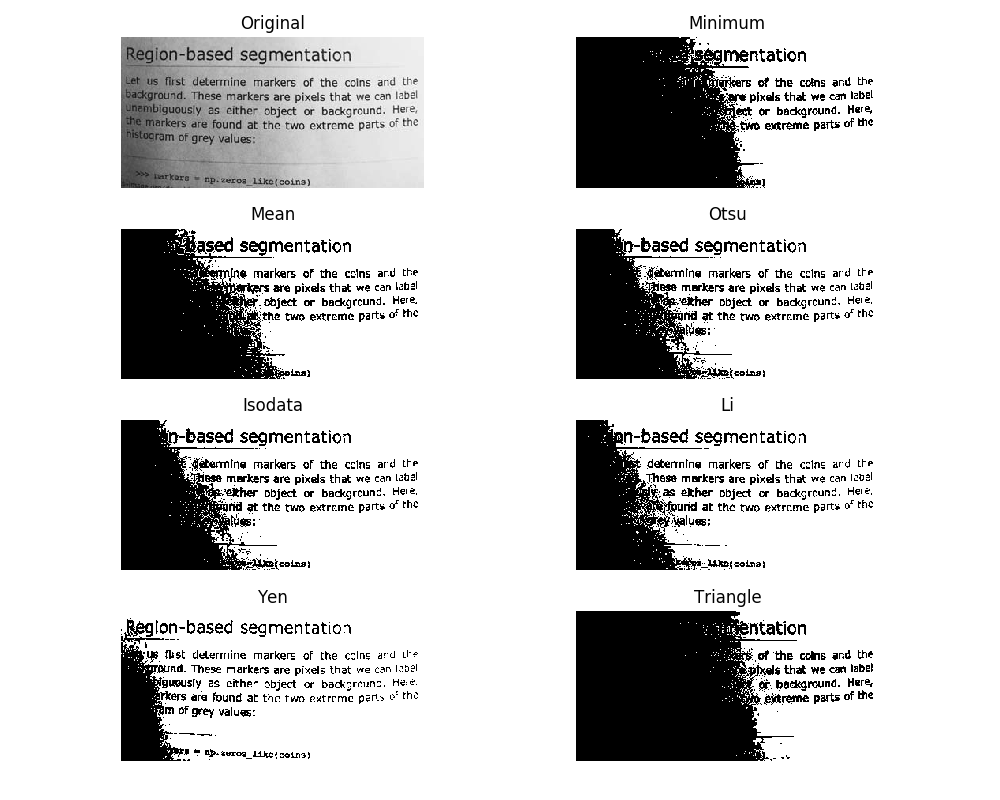 Original
Region-based segmentation
Let us first determine markers of the coins and the
background. These markers are pixels that we can label
unambiguously as either object or background. Here,
the markers are found at the two extreme parts of the
histogram of grey values:
>>> markers = np.zeros_like(coins)
Minimum
segmentation
markers of the coins and the
are pixels that we can label
object or background. Here,
two extreme parts of the
Mean
based segmentation
determine markers of the coins and the
markers are pixels that we can label
either object or background. Here,
at the two extreme parts of the
coins)
Otsu
n-based segmentation
determine markers of the coins and the
These markers are pixels that we can label
either object or background. Here,
found at the two extreme parts of the
values:
like(coins)
Isodata
n-based segmentation
determine markers of the coins and the
These markers are pixels that we can label
either object or background. Here,
found at the two extreme parts of the
values:
like(coins)
Li
on-based segmentation
determine markers of the coins and the
These markers are pixels that we can label
as either object or background. Here,
found at the two extreme parts of the
grey values:
zeros_like(coins)
Yen
Region-based segmentation
us first determine markers of the coins and the
ground. These markers are pixels that we can label
biguously as either object or background. Here,
markers are found at the two extreme parts of the
am of grey values:
= np.zeros_like(coins)
Triangle
mentation
of the coins and the
pixels that we can label
or background. Here,
two extreme parts of the